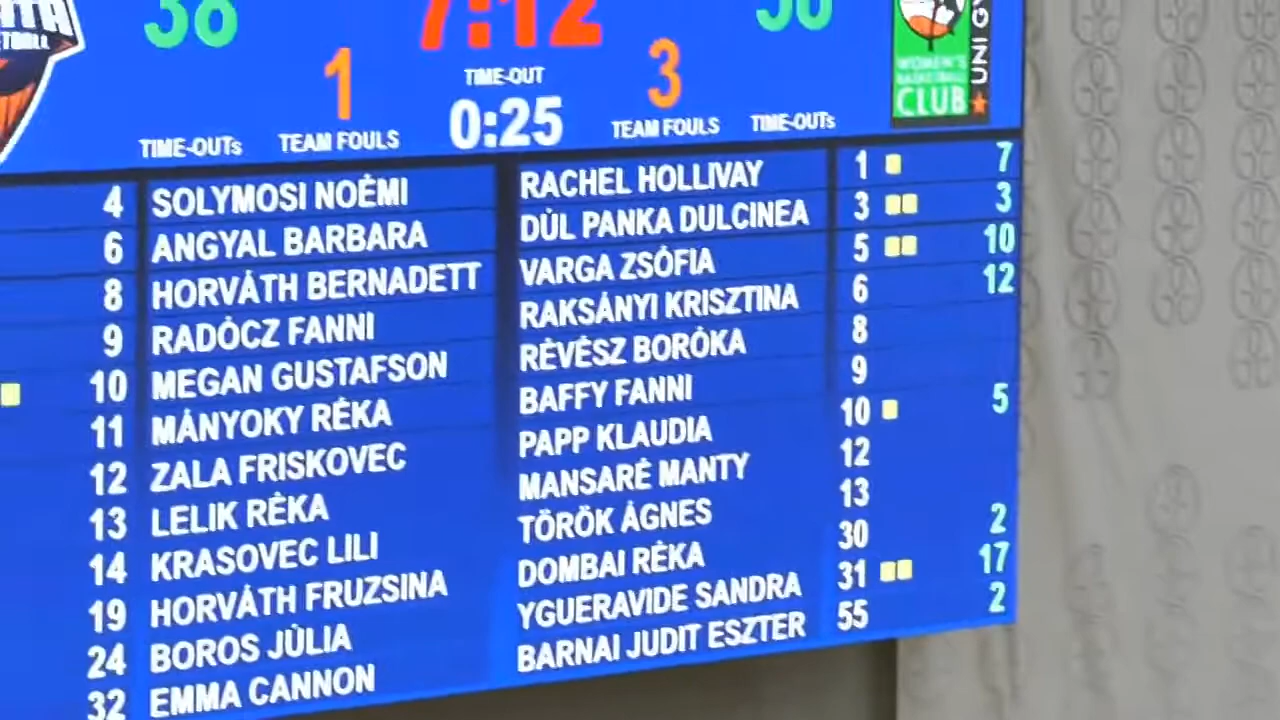 38 7:12 58
1 TIME-OUT 3
0:25
TIME-OUTs TEAM FOULS TEAM FOULS TIME-OUTs
WOMEN'S
BASKETBALL
CLUB
4 SOLYMOSI NOÉMI RACHEL HOLLIVAY 1 7
6 ANGYAL BARBARA DÚL PANKA DULCINEA 3 3
8 HORVÁTH BERNADETT VARGA ZSÓFIA 5 10
9 RADÓCZ FANNI RAKSÁNYI KRISZTINA 6 12
10 MEGAN GUSTAFSON RÉVÉSZ BORÓKA 8
11 MÁNYOKY RÉKA BAFFY FANNI 9
12 ZALA FRISKOVEC PAPP KLAUDIA 10 5
13 LELIK RÉKA MANSARÉ MANTY 12
14 KRASOVEC LILI TÖRÖK ÁGNES 13
19 HORVÁTH FRUZSINA DOMBAI RÉKA 30 2
24 BOROS JÚLIA YGUERAVIDE SANDRA 31 17
32 EMMA CANNON BARNAI JUDIT ESZTER 55 2